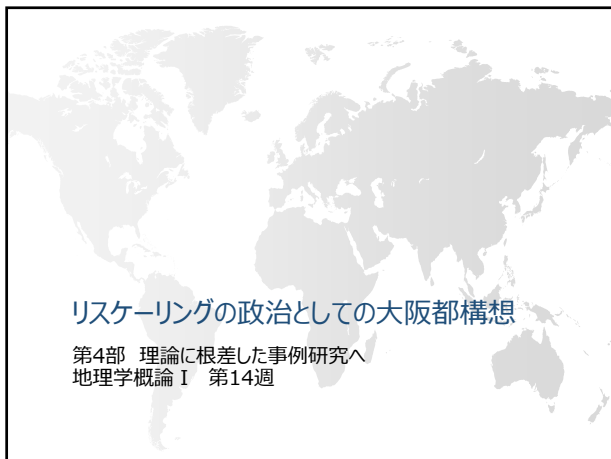 リスケーリングの政治としての大阪都構想
第4部 理論に根差した事例研究へ
地理学概論Ⅰ 第14週